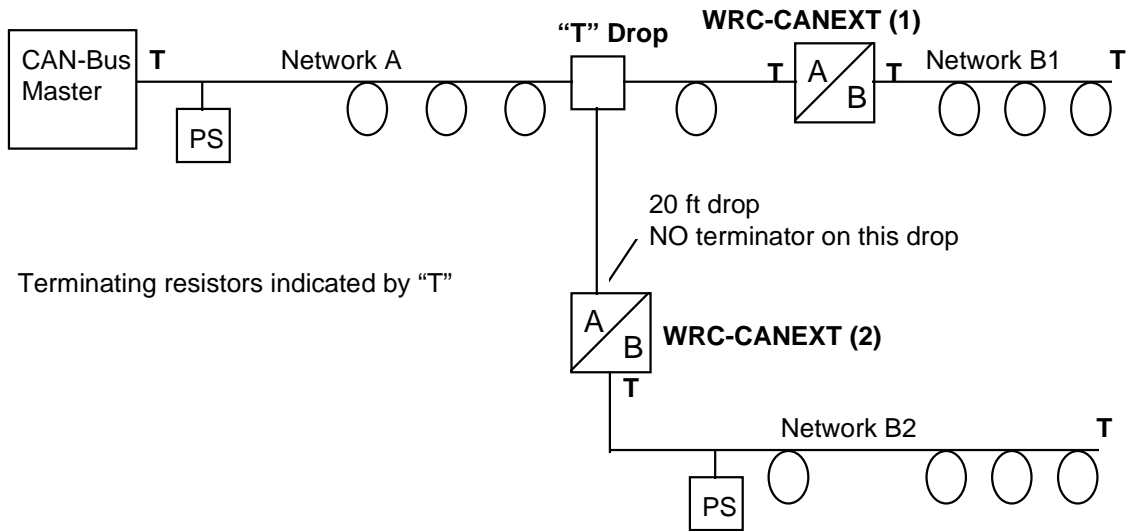 “T” Drop
WRC-CANEXT (1)
CAN-Bus
Master
T
Network A
T
A
B
T
Network B1
T
PS
20 ft drop
NO terminator on this drop
Terminating resistors indicated by “T”
A
B
WRC-CANEXT (2)
T
Network B2
T
PS